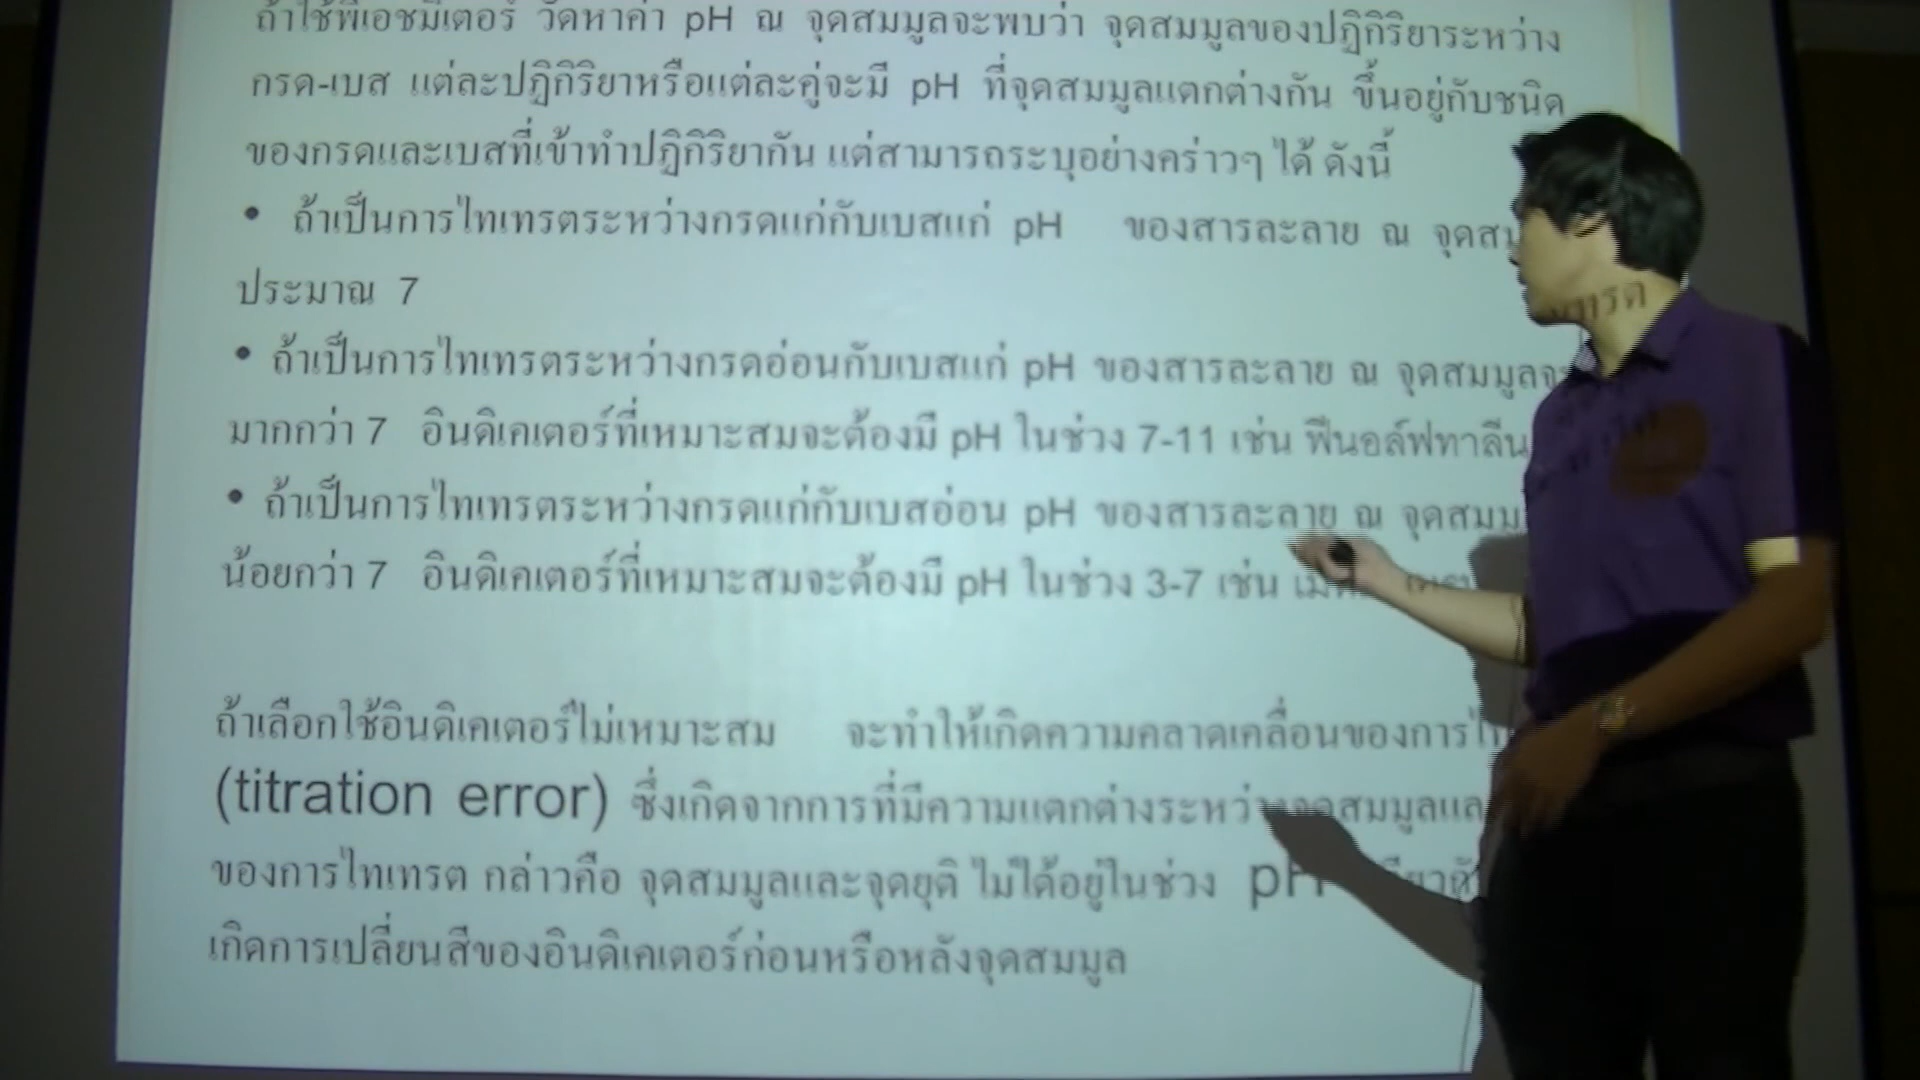 ถ้าใช้พีเอชมิเตอร์ วัดหาค่า pH ณ จุดสมมูลจะพบว่า จุดสมมูลของปฏิกิริยาระหว่าง
กรด-เบส แต่ละปฏิกิริยาหรือแต่ละคู่จะมี pH ที่จุดสมมูลแตกต่างกัน ขึ้นอยู่กับชนิด
ของกรดและเบสที่เข้าทำปฏิกิริยากัน แต่สามารถระบุอย่างคร่าวๆ ได้ ดังนี้
• ถ้าเป็นการไทเทรตระหว่างกรดแก่กับเบสแก่ pH ของสารละลาย ณ
ประมาณ 7
• ถ้าเป็นการไทเทรตระหว่างกรดอ่อนกับเบสแก่ pH ของสารละลาย ณ จุดสมมูลจะ
มากกว่า 7 อินดิเคเตอร์ที่เหมาะสมจะต้องมี pH ในช่วง 7-11 เช่น ฟีนอล์ฟทาลีน
• ถ้าเป็นการไทเทรตระหว่างกรดแก่กับเบสอ่อน pH ของสารละลาย ณ
น้อยกว่า 7 อินดิเคเตอร์ที่เหมาะสมจะต้องมี pH ในช่วง 3-7 เช่น
ถ้าเลือกใช้อินดิเคเตอร์ไม่เหมาะสม จะทำให้เกิดความคลาดเคลื่อนของการ
(titration error) ซึ่งเกิดจากการที่มีความแตกต่างระหว่างจุดสมมูลและ
ของการไทเทรต กล่าวคือ จุดสมมูลและจุดยุติ ไม่ได้อยู่ในช่วง pH
เกิดการเปลี่ยนสีของอินดิเคเตอร์ก่อนหรือหลังจุดสมมูล